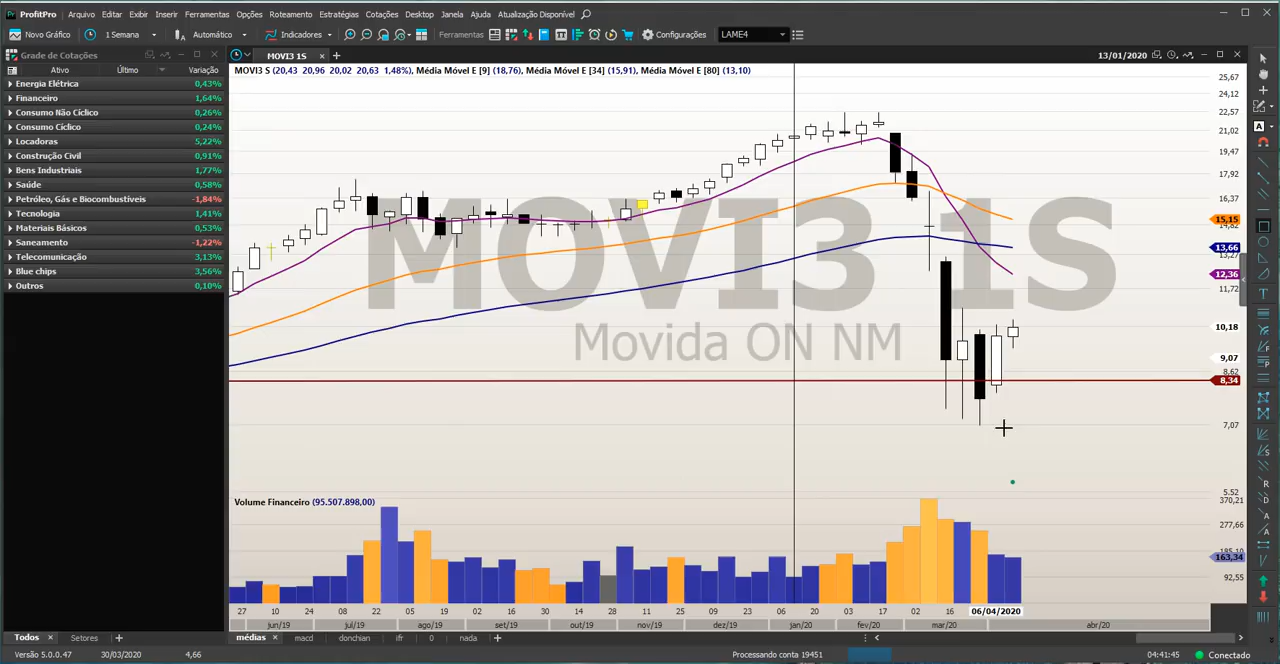 ProfitPro Arquivo Editar Exibir Inserir Ferramentas Opções Roteamento Estratégias Cotações Desktop Janela Ajuda Atualização Disponível
Novo Gráfico 1 Semana Automático Indicadores Ferramentas Configurações LAME4
Grade de Cotações
Ativo Último Variação
Energia Elétrica 0,43%
Financeiro 1,64%
Consumo Não Cíclico 0,26%
Consumo Cíclico 0,24%
Locadoras 5,22%
Construção Civil 0,91%
Bens Industriais 1,77%
Saúde 0,58%
Petróleo, Gás e Biocombustíveis -1,84%
Tecnologia 1,41%
Materiais Básicos 0,53%
Saneamento -1,22%
Telecomunicação 3,13%
Blue chips 3,56%
Outros 0,10%
MOVI3 1S
13/01/2020
MOVI3 S (20,43 20,96 20,02 20,63 1,48%), Média Móvel E [9] (18,76), Média Móvel E [34] (15,91), Média Móvel E [80] (13,10)
MOVI3 1S
Movida ON NM
25,67
24,12
22,57
21,02
19,47
17,92
16,37
15,15
14,82
13,66
13,27
12,36
11,72
10,18
9,07
8,62
8,34
7,07
5,52
Volume Financeiro (95.507.898,00)
370,21
277,66
185,10
163,34
92,55
27 10 24 08 22 05 19 02 16 30 14 28 11 25 09 23 06 20 03 17 02 16 06/04/2020
jun/19 jul/19 ago/19 set/19 out/19 nov/19 dez/19 jan/20 fev/20 mar/20 abr/20
Todos Setores
médias macd donchian ifr 0 nada
Versão 5.0.0.47 30/03/2020 4,66 Processando conta 19451 04:41:45 Conectado